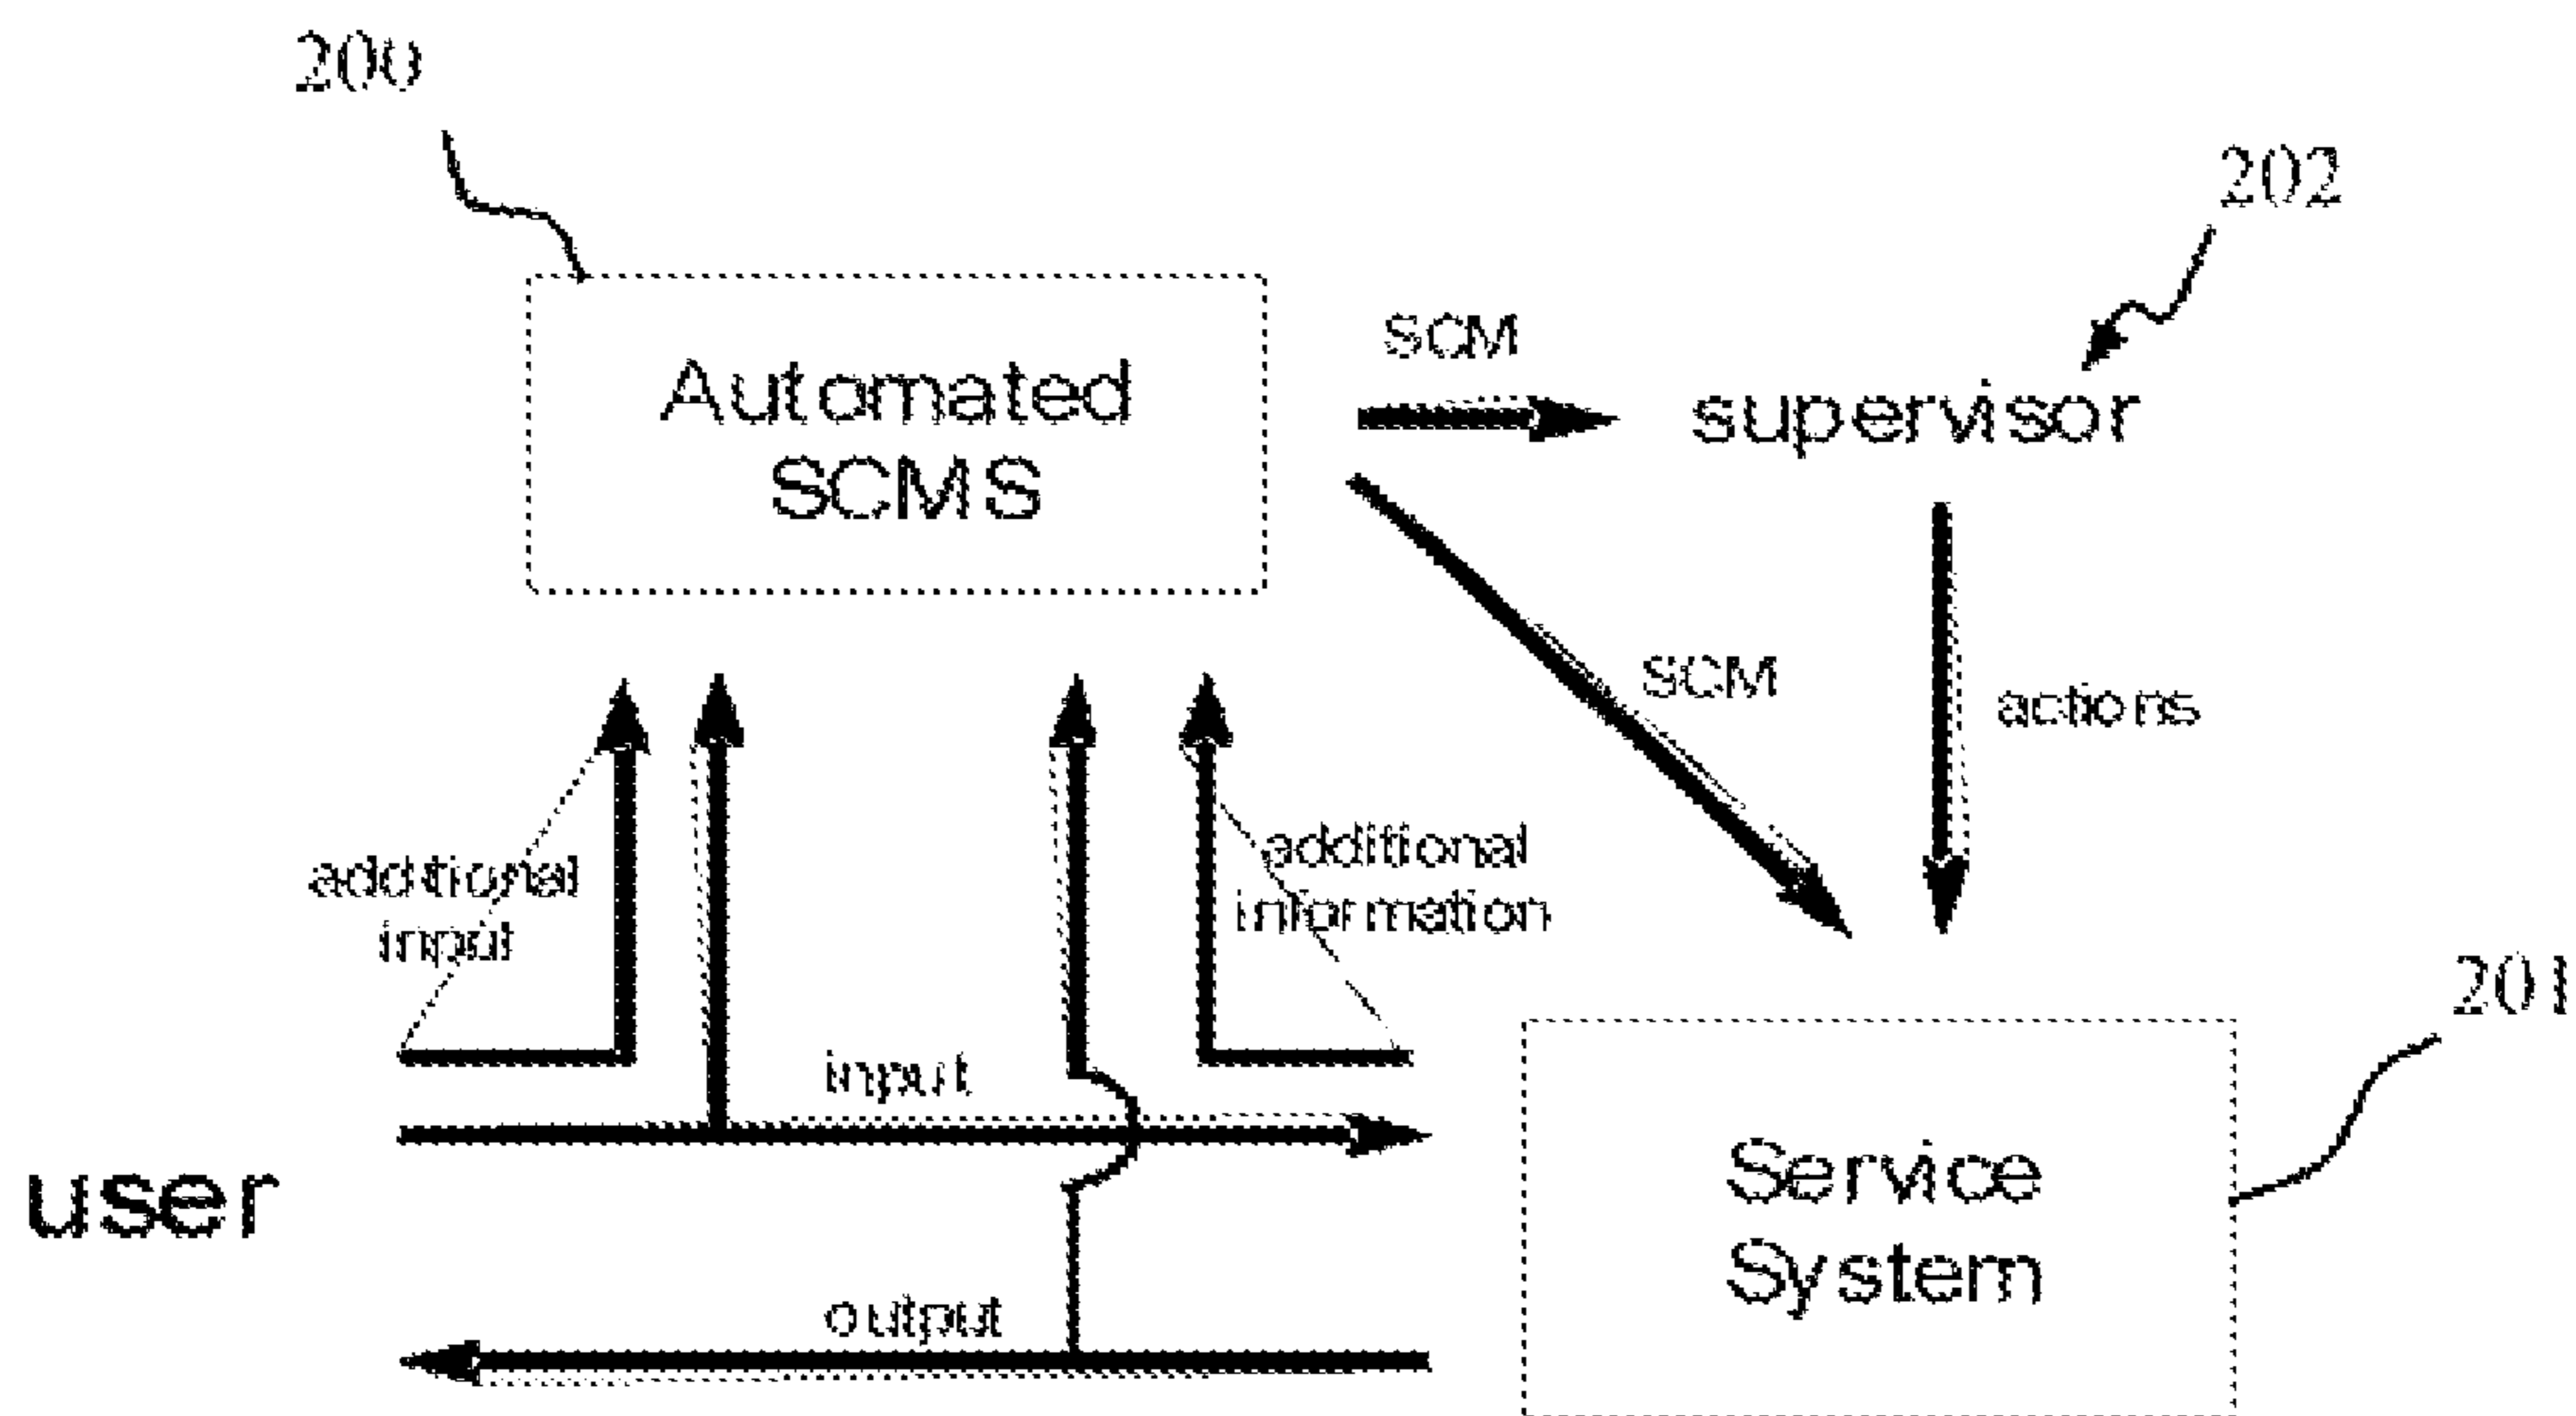 200
202
SCM
Automated
SCMS
supervisor
SCM
actions
additional
input
additional
information
201
input
user
Service
System
output